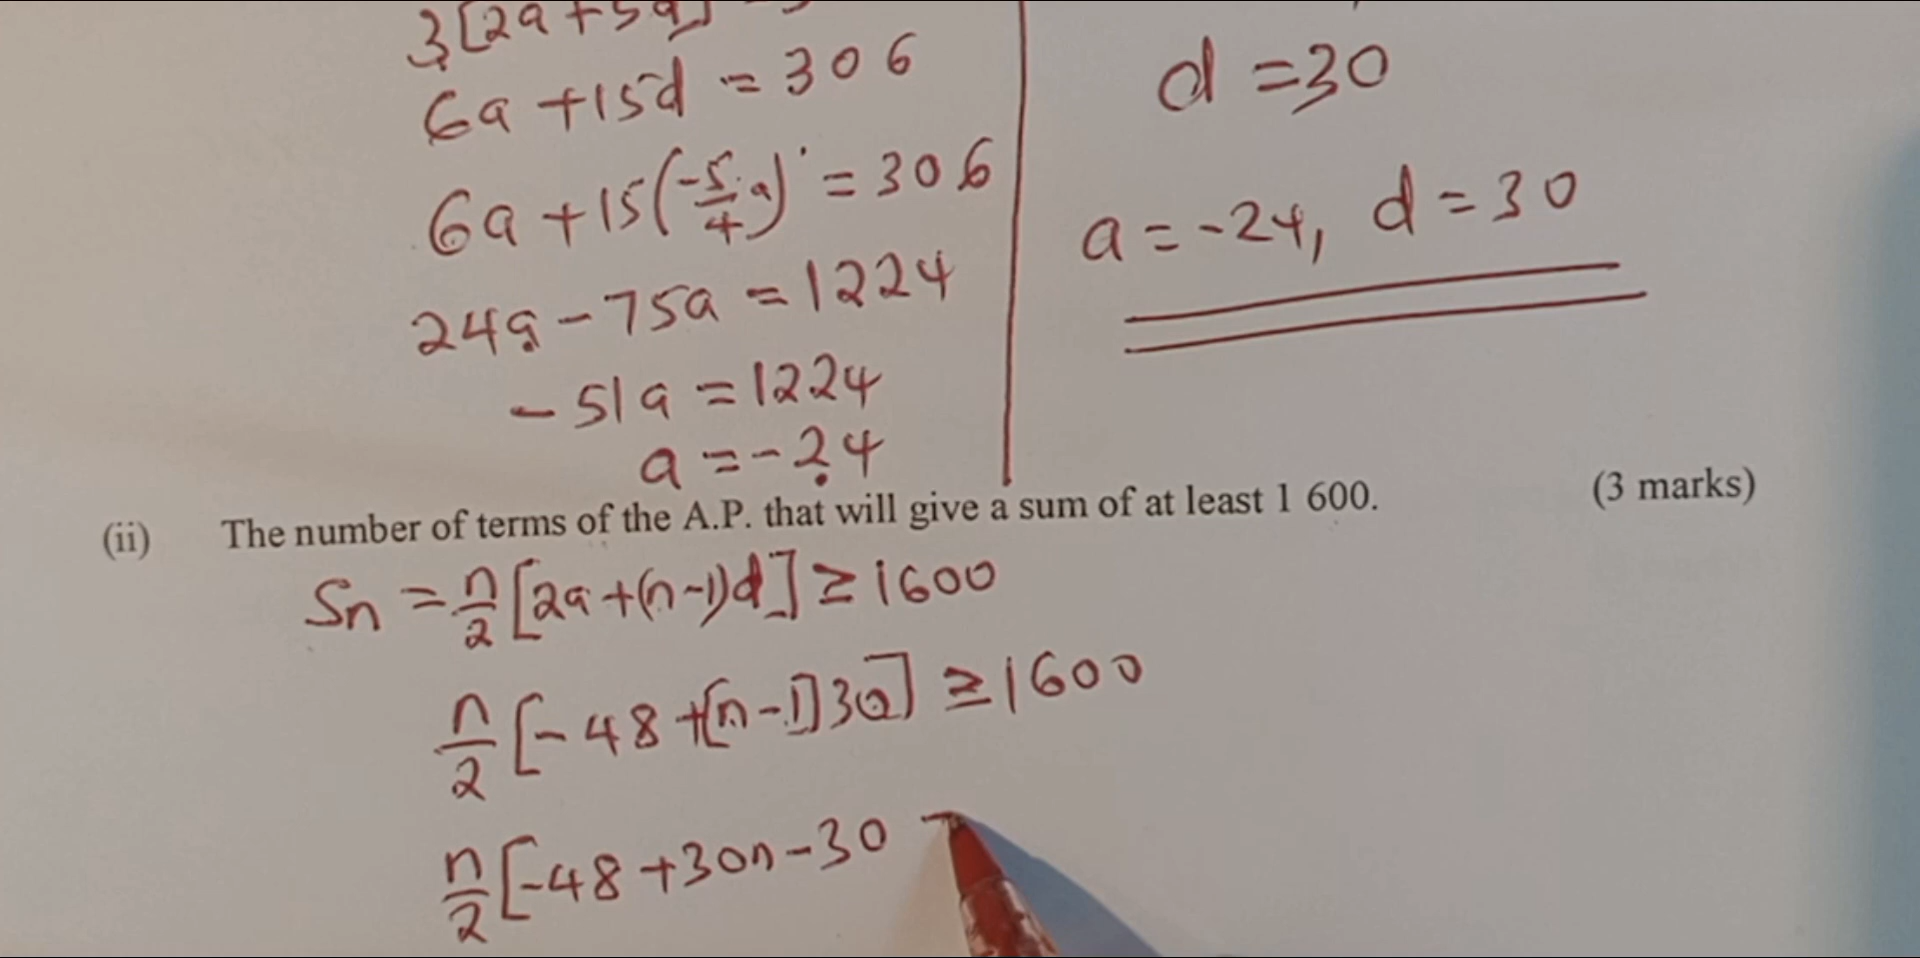 3[2a+5d]
6a+15d = 306
6a+15(-5/4 a) = 306
24a-75a = 1224
-51a = 1224
a = -24
d = 30
a = -24, d = 30
(ii) The number of terms of the A.P. that will give a sum of at least 1 600. (3 marks)
Sn = n/2 [2a+(n-1)d] ≥ 1600
n/2 [-48+[n-1]30] ≥ 1600
n/2 [-48+30n-30